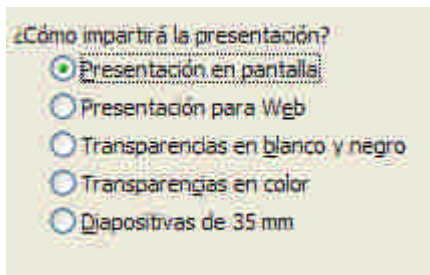 ¿Cómo impartirá la presentación?
Presentación en pantalla
Presentación para Web
Transparencias en blanco y negro
Transparencias en color
Diapositivas de 35 mm